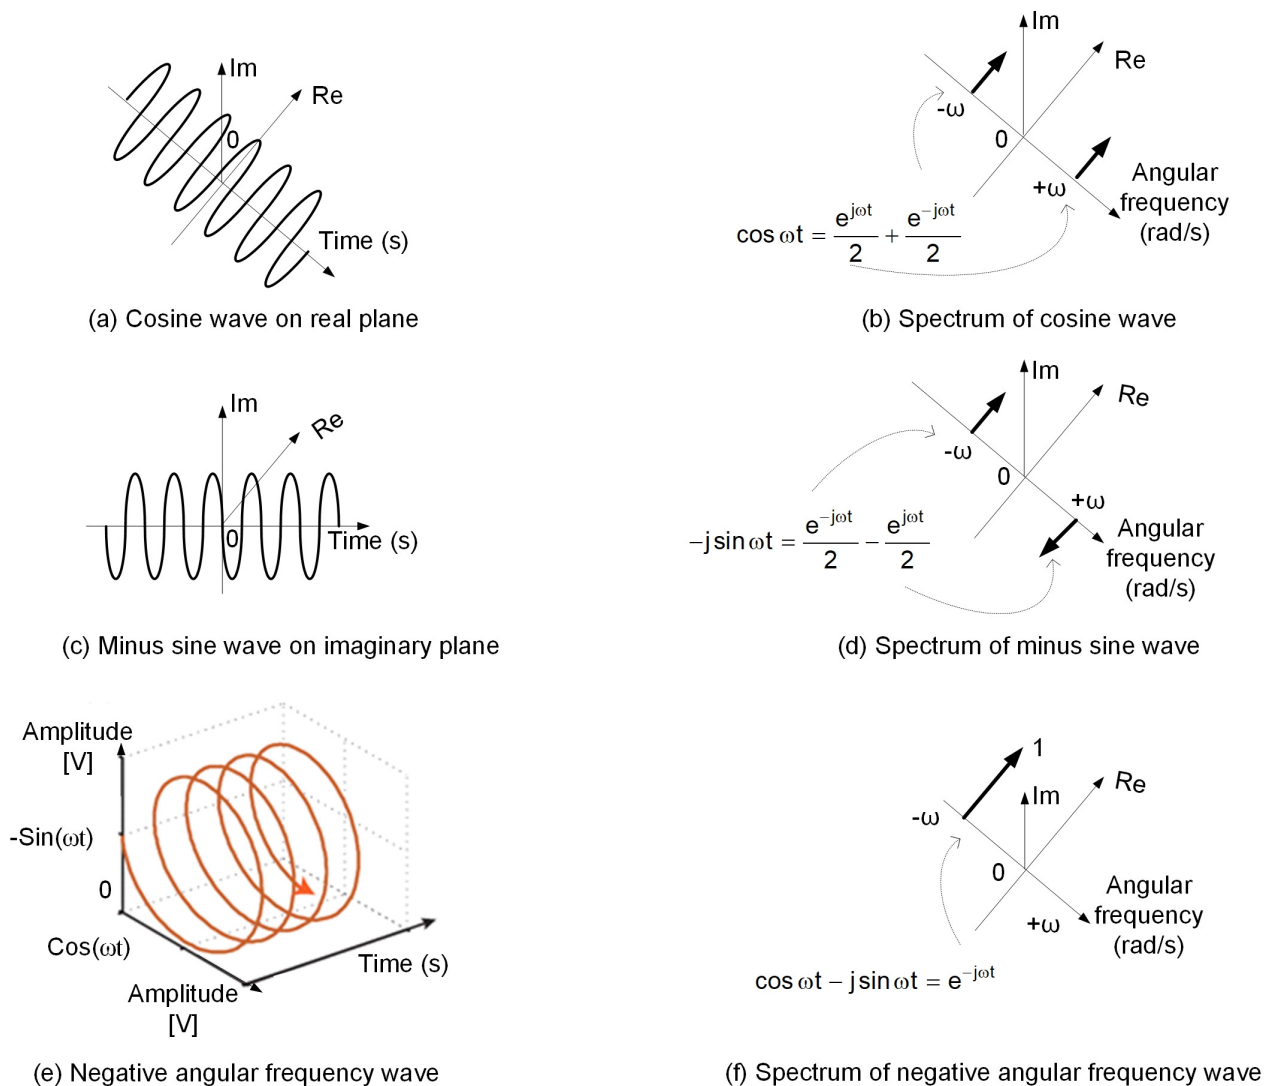 Im
Re
0
Time (s)
(a) Cosine wave on real plane
Im
Re
-ω
0
+ω
Angular
frequency
(rad/s)
cos ωt = e^{jωt}/2 + e^{-jωt}/2
(b) Spectrum of cosine wave
Im
Re
0
Time (s)
(c) Minus sine wave on imaginary plane
Im
Re
-ω
0
+ω
Angular
frequency
(rad/s)
-j sin ωt = e^{-jωt}/2 - e^{jωt}/2
(d) Spectrum of minus sine wave
Amplitude
[V]
-Sin(ωt)
0
Cos(ωt)
Time (s)
Amplitude
[V]
(e) Negative angular frequency wave
1
Im
Re
-ω
0
Angular
frequency
(rad/s)
+ω
cos ωt - j sin ωt = e^{-jωt}
(f) Spectrum of negative angular frequency wave